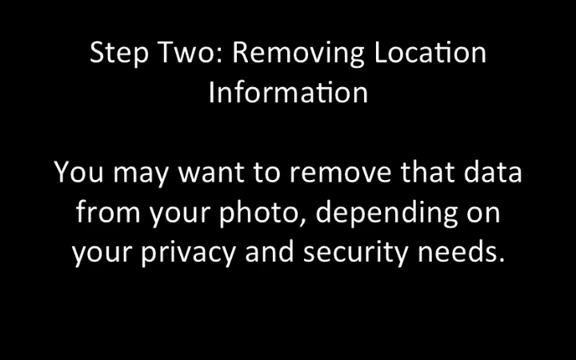 Step Two: Removing Location
Information
You may want to remove that data
from your photo, depending on
your privacy and security needs.